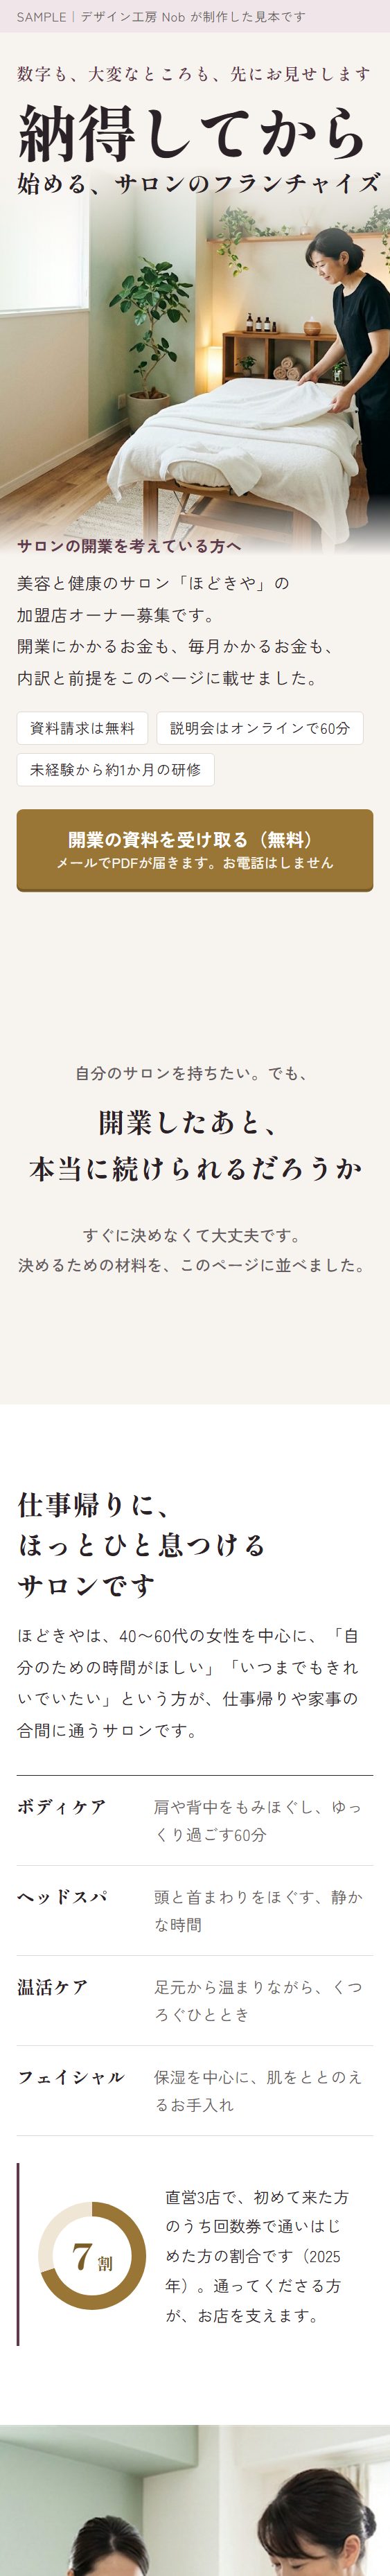 SAMPLE｜デザイン工房 Nob が制作した見本です
数字も、大変なところも、先にお見せします
納得してから
始める、サロンのフランチャイズ
サロンの開業を考えている方へ
美容と健康のサロン「ほどきや」の
加盟店オーナー募集です。
開業にかかるお金も、毎月かかるお金も、
内訳と前提をこのページに載せました。
資料請求は無料
説明会はオンラインで60分
未経験から約1か月の研修
開業の資料を受け取る（無料）
メールでPDFが届きます。お電話はしません
自分のサロンを持ちたい。でも、
開業したあと、
本当に続けられるだろうか
すぐに決めなくて大丈夫です。
決めるための材料を、このページに並べました。
仕事帰りに、
ほっとひと息つける
サロンです
ほどきやは、40〜60代の女性を中心に、「自
分のための時間がほしい」「いつまでもきれ
いでいたい」という方が、仕事帰りや家事の
合間に通うサロンです。
ボディケア
肩や背中をもみほぐし、ゆっ
くり過ごす60分
ヘッドスパ
頭と首まわりをほぐす、静か
な時間
温活ケア
足元から温まりながら、くつ
ろぐひととき
フェイシャル
保湿を中心に、肌をととのえ
るお手入れ
7割
直営3店で、初めて来た方
のうち回数券で通いはじ
めた方の割合です（2025
年）。通ってくださる方
が、お店を支えます。